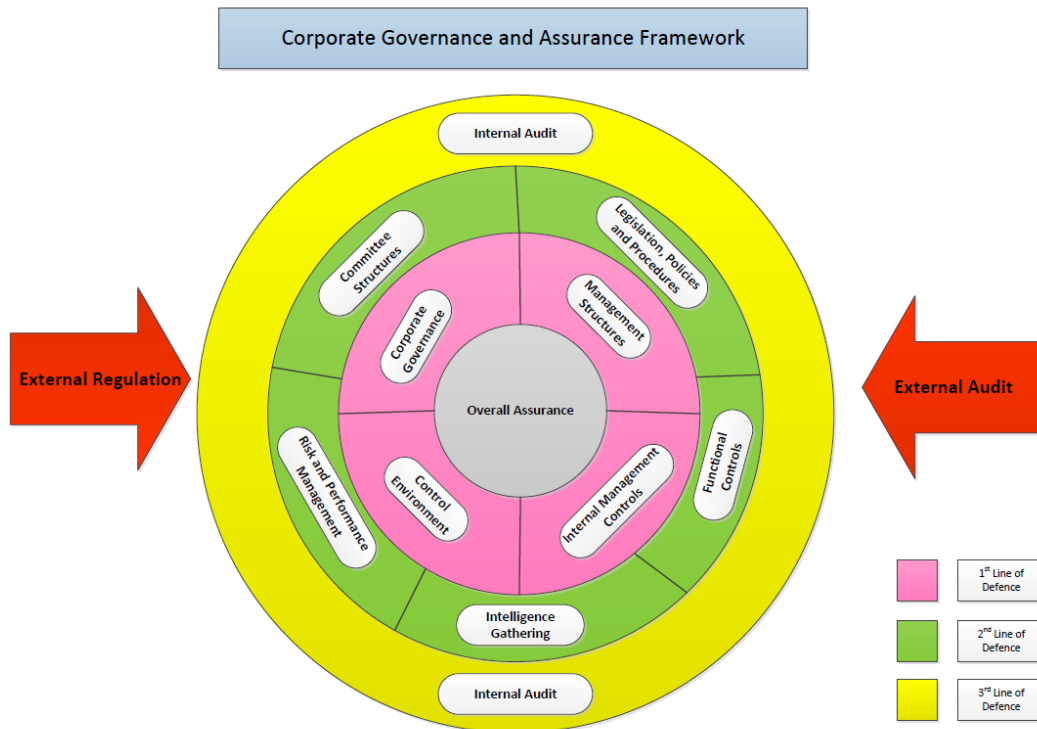 Corporate Governance and Assurance Framework
Internal Audit
Committee
Structures
Legislation, Policies
and Procedures
Corporate
Governance
Management
Structures
External Regulation
External Audit
Overall Assurance
Risk and Performance
Management
Control
Environment
Internal Management
Controls
Functional
Controls
Intelligence
Gathering
Internal Audit
1st Line of
Defence
2nd Line of
Defence
3rd Line of
Defence